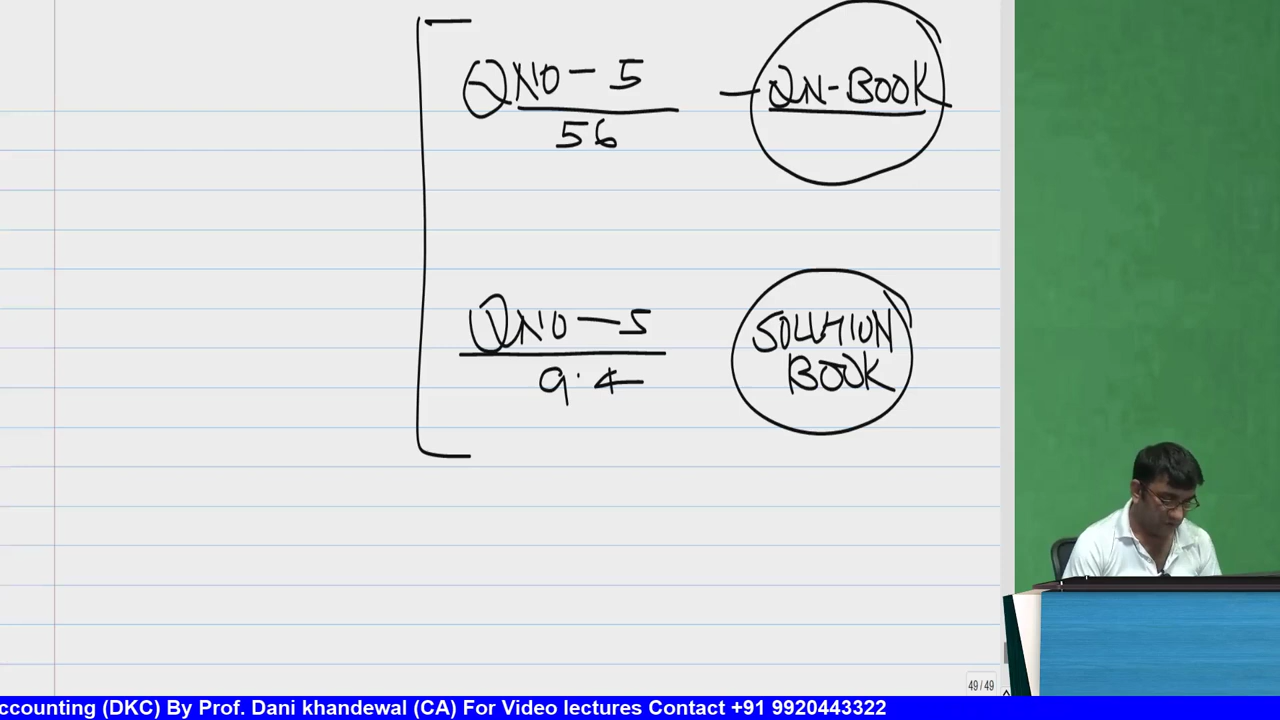 QNO - 5 - QN-BOOK
56
QNO - 5 SOLUTION
9.4 BOOK
49/49
ccounting (DKC) By Prof. Dani khandewal (CA) For Video lectures Contact +91 9920443322